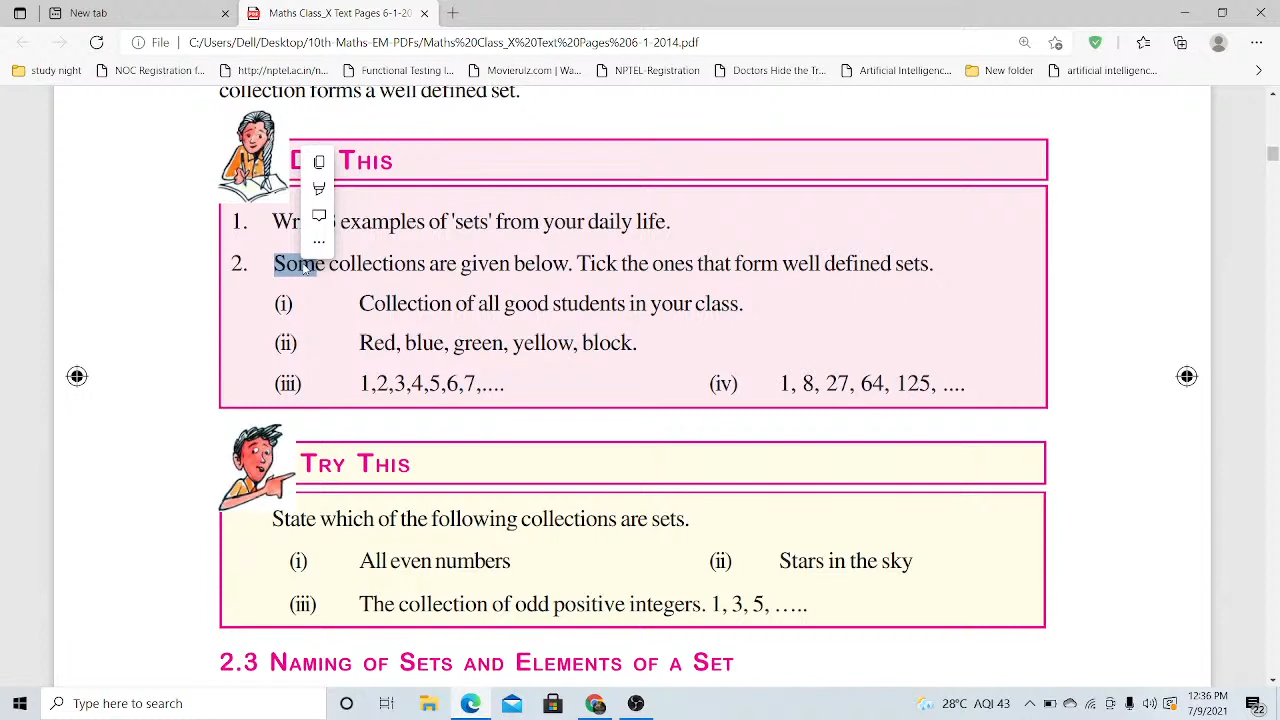 New tab
Maths Class_X Text Pages 6-1-20
File
C:/Users/Dell/Desktop/10th-Maths-EM-PDFs/Maths%20Class_X%20Text%20Pages%206-1-2014.pdf
study night
NOC Registration f...
http://nptel.ac.in/n...
Functional Testing I...
Movierulz.com | Wa...
NPTEL-Registration
Doctors Hide the Tr...
Artificial Intelligenc...
New folder
artificial intelligenc...
collection forms a well defined set.
THIS
1. examples of 'sets' from your daily life.
2. Some collections are given below. Tick the ones that form well defined sets.
(i) Collection of all good students in your class.
(ii) Red, blue, green, yellow, block.
(iii) 1,2,3,4,5,6,7,.... (iv) 1, 8, 27, 64, 125, ....
TRY THIS
State which of the following collections are sets.
(i) All even numbers (ii) Stars in the sky
(iii) The collection of odd positive integers. 1, 3, 5, .....
2.3 NAMING OF SETS AND ELEMENTS OF A SET
Type here to search
28°C AQI 43
12:36 PM
7/9/2021
22